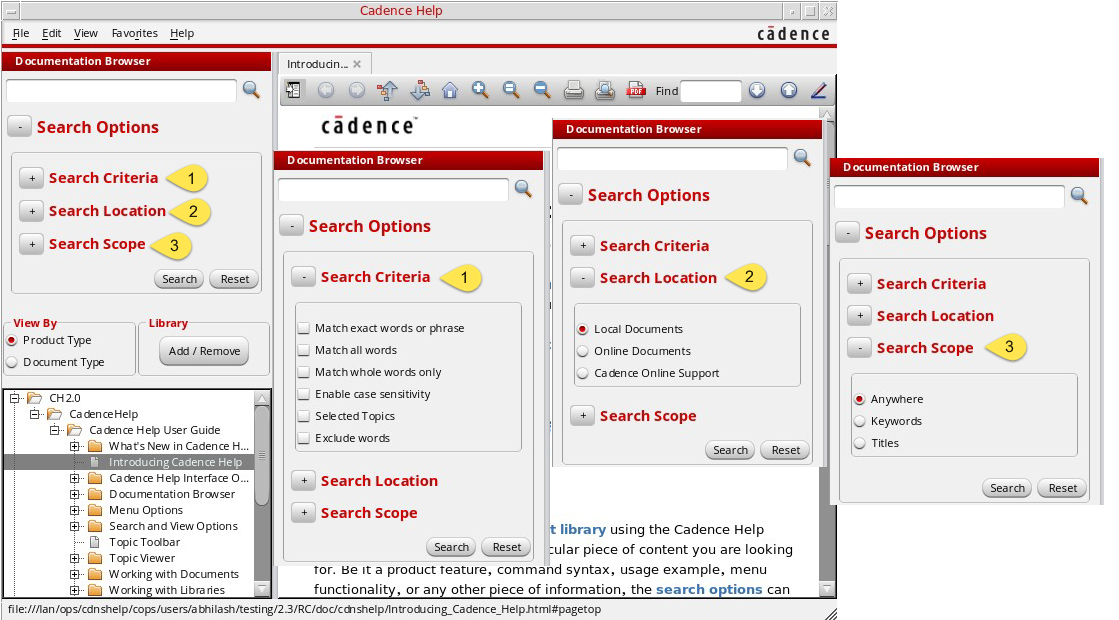 Cadence Help
File Edit View Favorites Help
cādence
Documentation Browser
Search Options
+ Search Criteria 1
+ Search Location 2
+ Search Scope 3
Search Reset
View By
Product Type
Document Type
Library
Add / Remove
CH2.0
CadenceHelp
Cadence Help User Guide
What's New in Cadence H...
Introducing Cadence Help
Cadence Help Interface O...
Documentation Browser
Menu Options
Search and View Options
Topic Toolbar
Topic Viewer
Working with Documents
Working with Libraries
Introducin...
PDF Find
cādence™
Documentation Browser
- Search Options
- Search Criteria 1
Match exact words or phrase
Match all words
Match whole words only
Enable case sensitivity
Selected Topics
Exclude words
+ Search Location
+ Search Scope
Search Reset
Documentation Browser
- Search Options
+ Search Criteria
- Search Location 2
Local Documents
Online Documents
Cadence Online Support
+ Search Scope
Search Reset
Documentation Browser
- Search Options
+ Search Criteria
+ Search Location
- Search Scope 3
Anywhere
Keywords
Titles
Search Reset
t library using the Cadence Help
cular piece of content you are looking
for. Be it a product feature, command syntax, usage example, menu
functionality, or any other piece of information, the search options can
file:///lan/ops/cdnshelp/cops/users/abhilash/testing/2.3/RC/doc/cdnshelp/Introducing_Cadence_Help.html#pagetop